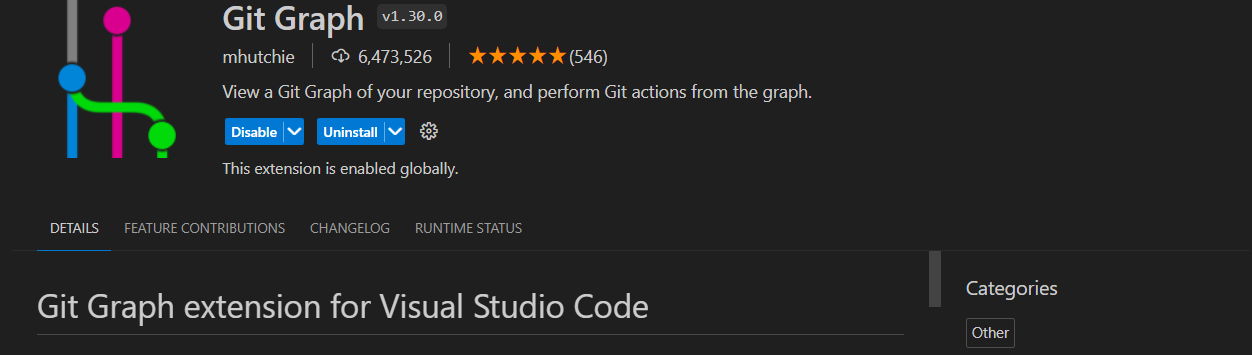 Git Graph v1.30.0
mhutchie 6,473,526 (546)
View a Git Graph of your repository, and perform Git actions from the graph.
Disable Uninstall
This extension is enabled globally.
DETAILS FEATURE CONTRIBUTIONS CHANGELOG RUNTIME STATUS
Git Graph extension for Visual Studio Code
Categories
Other